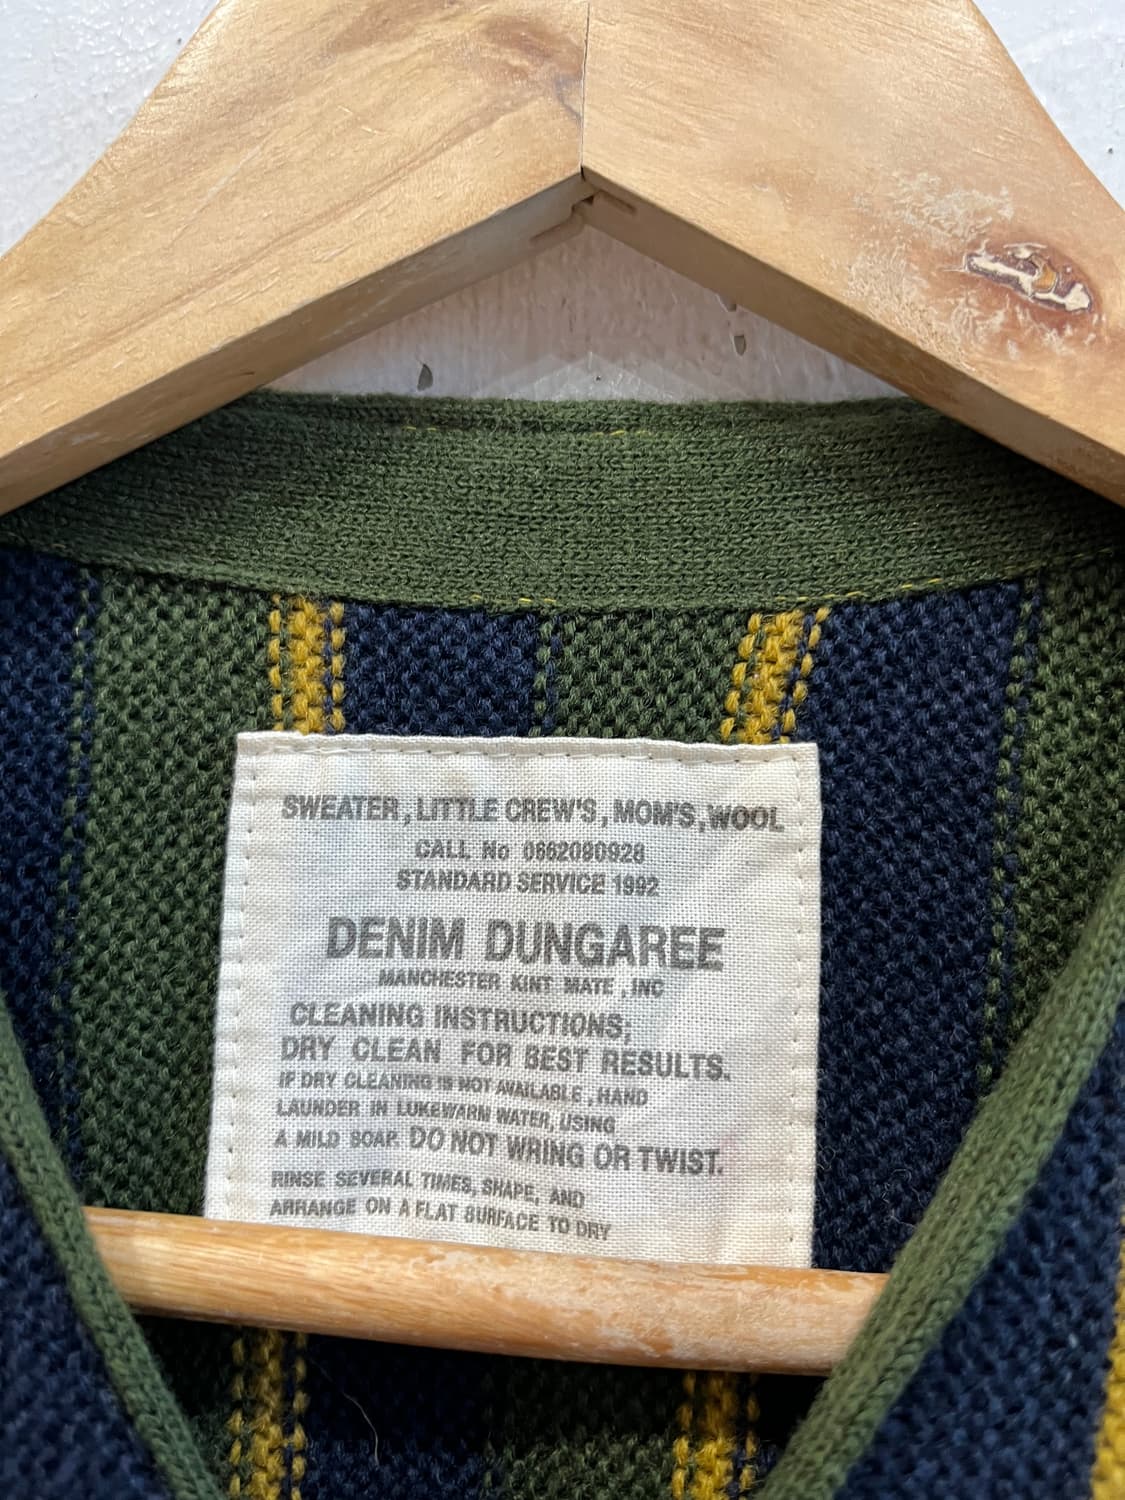 SWEATER, LITTLE CREW'S, MOM'S, WOOL
CALL No 0662080928
STANDARD SERVICE 1992
DENIM DUNGAREE
MANCHESTER KINT MATE, INC
CLEANING INSTRUCTIONS;
DRY CLEAN FOR BEST RESULTS.
IF DRY CLEANING IS NOT AVAILABLE, HAND
LAUNDER IN LUKEWARM WATER, USING
A MILD SOAP. DO NOT WRING OR TWIST.
RINSE SEVERAL TIMES, SHAPE, AND
ARRANGE ON A FLAT SURFACE TO DRY